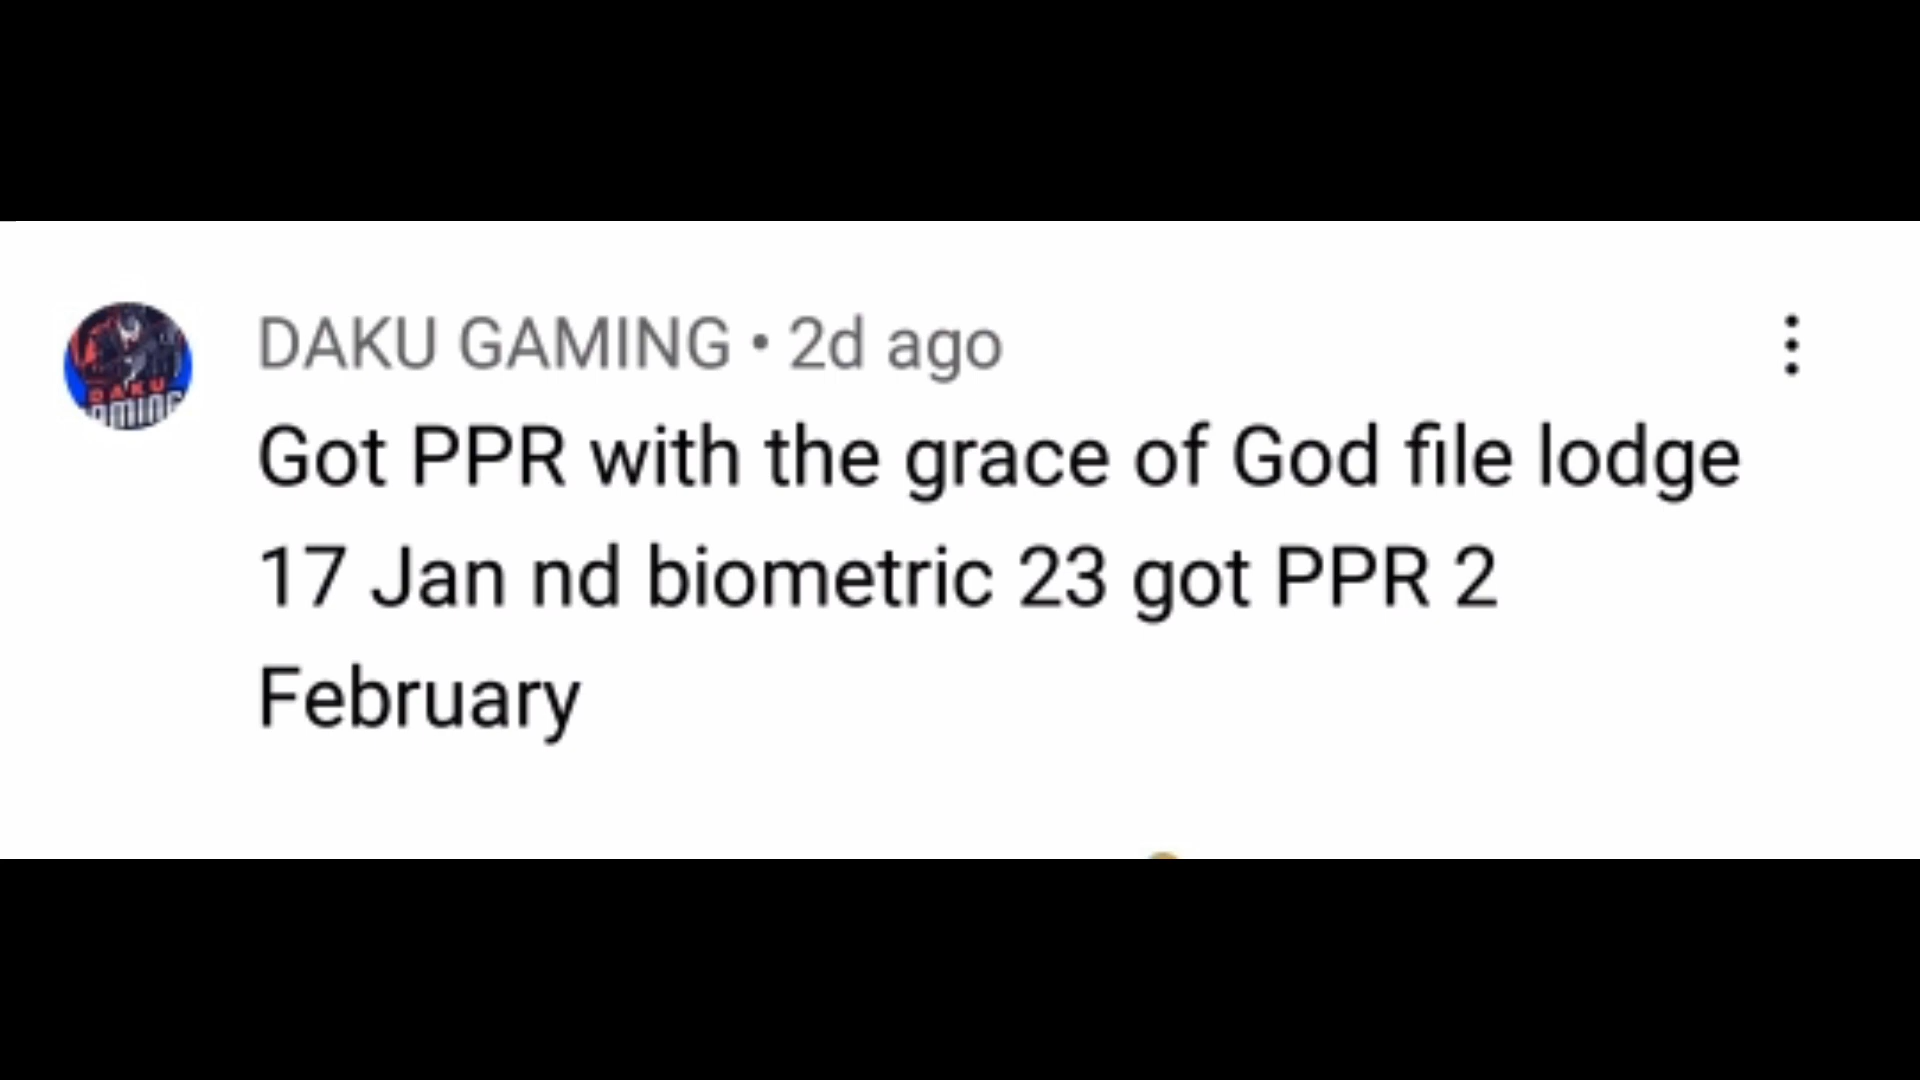 DAKU GAMING • 2d ago
Got PPR with the grace of God file lodge
17 Jan nd biometric 23 got PPR 2
February
DAKU